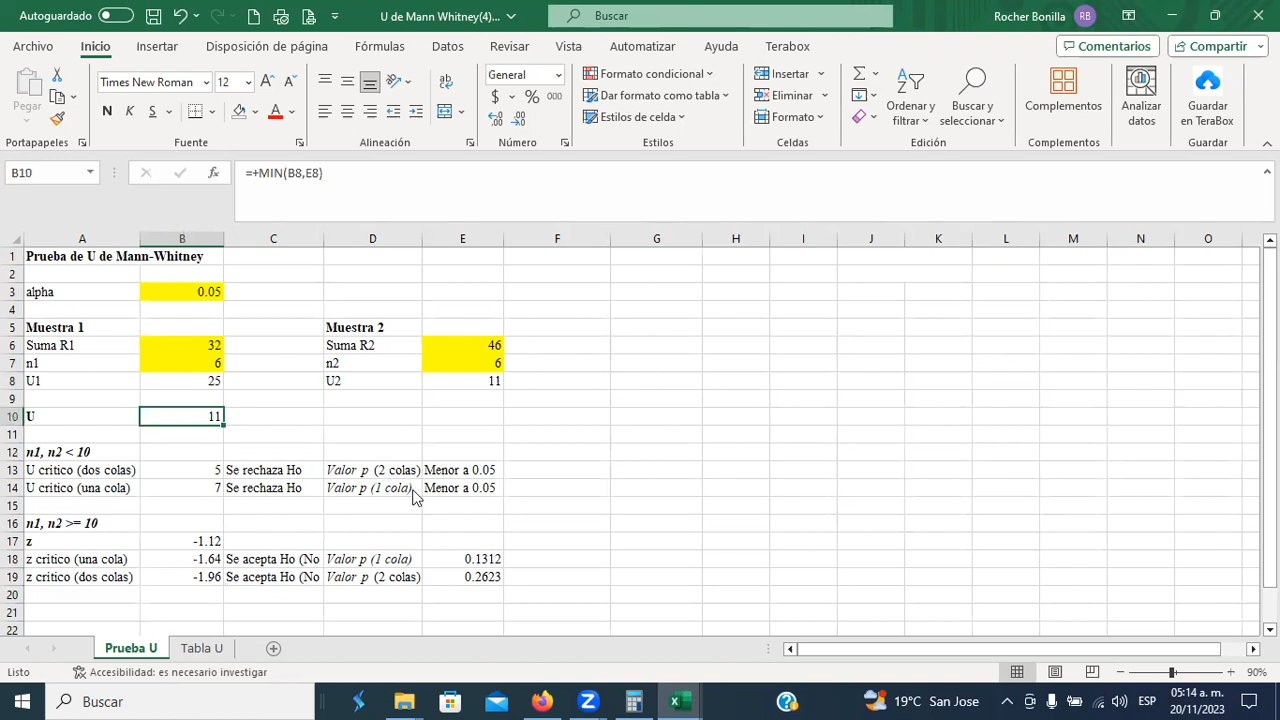 Autoguardado U de Mann Whitney(4)... Buscar Rocher Bonilla RB
Archivo Inicio Insertar Disposición de página Fórmulas Datos Revisar Vista Automatizar Ayuda Terabox Comentarios Compartir
Pegar Times New Roman 12 General Formato condicional Insertar Ordenar y filtrar Buscar y seleccionar Complementos Analizar datos Guardar en TeraBox
N K S $ % 000 Dar formato como tabla Eliminar
Estilos de celda Formato
Portapapeles Fuente Alineación Número Estilos Celdas Edición Complementos Guardar
B10 fx =+MIN(B8,E8)
A B C D E F G H I J K L M N O
1 Prueba de U de Mann-Whitney
2
3 alpha 0.05
4
5 Muestra 1 Muestra 2
6 Suma R1 32 Suma R2 46
7 n1 6 n2 6
8 U1 25 U2 11
9
10 U 11
11
12 n1, n2 < 10
13 U critico (dos colas) 5 Se rechaza Ho Valor p (2 colas) Menor a 0.05
14 U critico (una cola) 7 Se rechaza Ho Valor p (1 cola) Menor a 0.05
15
16 n1, n2 >= 10
17 z -1.12
18 z critico (una cola) -1.64 Se acepta Ho (No Valor p (1 cola) 0.1312
19 z critico (dos colas) -1.96 Se acepta Ho (No Valor p (2 colas) 0.2623
20
21
22
Prueba U Tabla U
Listo Accesibilidad: es necesario investigar 90%
Buscar 19°C San Jose ESP 05:14 a. m.
20/11/2023